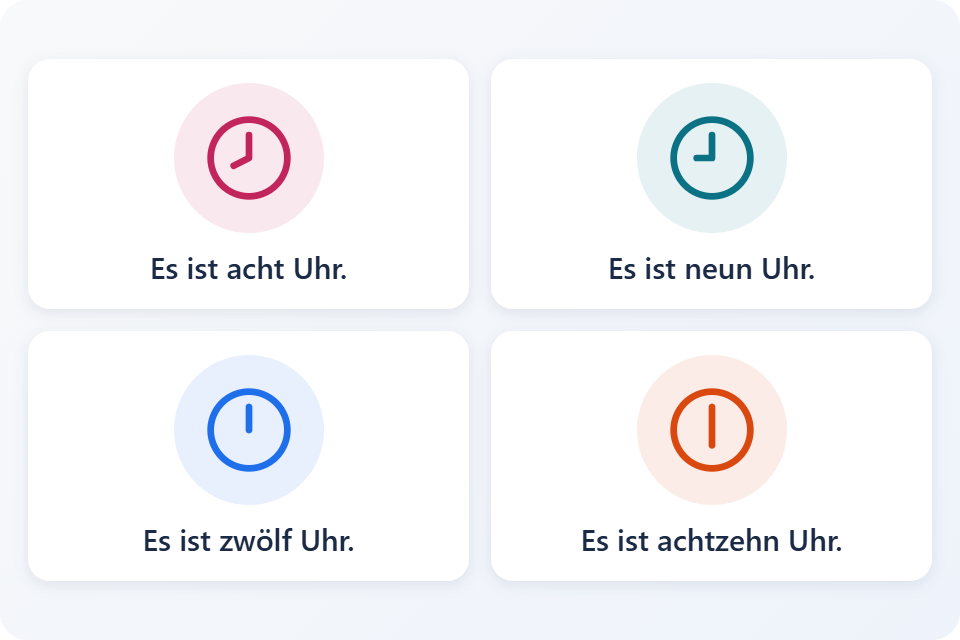 Es ist acht Uhr.
Es ist neun Uhr.
Es ist zwölf Uhr.
Es ist achtzehn Uhr.